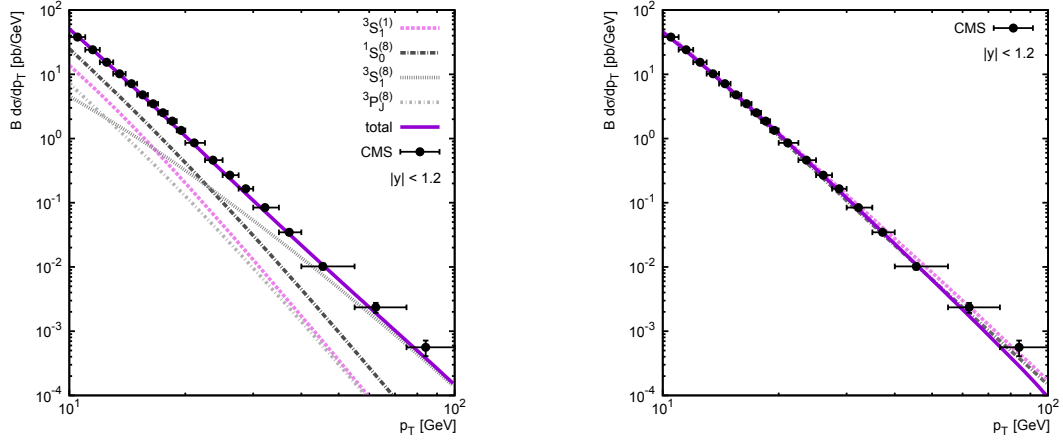 B dσ/dp_T [pb/GeV]
10^2
10^1
10^0
10^-1
10^-2
10^-3
10^-4
10^1
10^2
p_T [GeV]
^3S_1^(1)
^1S_0^(8)
^3S_1^(8)
^3P^(8)
total
CMS
|y| < 1.2
B dσ/dp_T [pb/GeV]
10^2
10^1
10^0
10^-1
10^-2
10^-3
10^-4
10^1
10^2
p_T [GeV]
CMS
|y| < 1.2